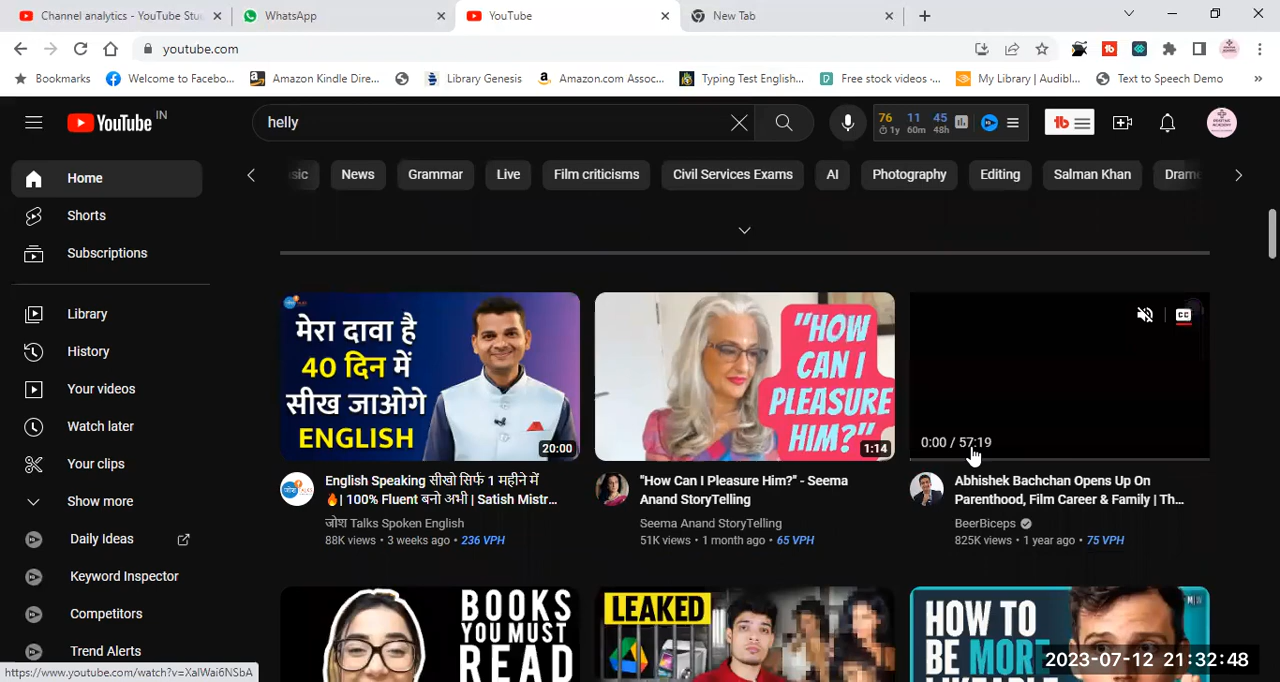 Channel analytics - YouTube Stu
WhatsApp
YouTube
New Tab
youtube.com
Bookmarks
Welcome to Facebo...
Amazon Kindle Dire...
Library Genesis
Amazon.com Assoc...
Typing Test English...
Free stock videos -...
My Library | Audibl...
Text to Speech Demo
»
YouTube IN
helly
76 11 45
1y 60m 48h
tb
Home
Shorts
Subscriptions
Library
History
Your videos
Watch later
Your clips
Show more
Daily Ideas
Keyword Inspector
Competitors
Trend Alerts
sic
News
Grammar
Live
Film criticisms
Civil Services Exams
AI
Photography
Editing
Salman Khan
Drama
मेरा दावा है
40 दिन में
सीख जाओगे
ENGLISH
20:00
English Speaking सीखो सिर्फ 1 महीने में
🔥| 100% Fluent बनो अभी | Satish Mistr...
जोश Talks Spoken English
88K views • 3 weeks ago • 236 VPH
"HOW
CAN I
PLEASURE
HIM?"
1:14
"How Can I Pleasure Him?" - Seema
Anand StoryTelling
Seema Anand StoryTelling
51K views • 1 month ago • 65 VPH
CC
0:00 / 57:19
Abhishek Bachchan Opens Up On
Parenthood, Film Career & Family | Th...
BeerBiceps
825K views • 1 year ago • 75 VPH
BOOKS
YOU MUST
READ
LEAKED
HOW TO
BE MORE
2023-07-12 21:32:48
https://www.youtube.com/watch?v=XalWai6NSbA